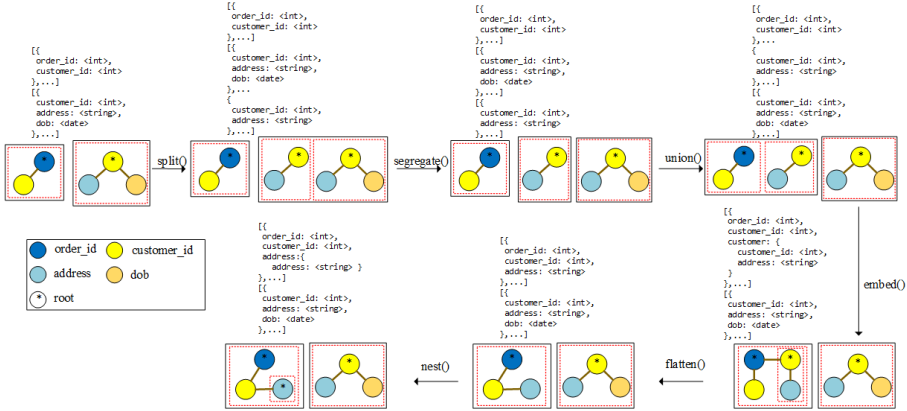 [{
order_id: <int>,
customer_id: <int>
},...]
[{
customer_id: <int>,
address: <string>,
dob: <date>
},...]
*
*
split()
[{
order_id: <int>,
customer_id: <int>
},...]
[{
customer_id: <int>,
address: <string>,
dob: <date>
},...
{
customer_id: <int>,
address: <string>
},...]
*
*
*
segregate()
[{
order_id: <int>,
customer_id: <int>
},...]
[{
customer_id: <int>,
address: <string>,
dob: <date>
},...]
[{
customer_id: <int>,
address: <string>
},...]
*
*
*
union()
[{
order_id: <int>,
customer_id: <int>
},...
{
customer_id: <int>,
address: <string>
},...]
[{
customer_id: <int>,
address: <string>,
dob: <date>
},...]
*
*
*
embed()
[{
order_id: <int>,
customer_id: <int>,
customer: {
customer_id: <int>,
address: <string>
}
},...]
[{
customer_id: <int>,
address: <string>,
dob: <date>
},...]
*
*
*
flatten()
[{
order_id: <int>,
customer_id: <int>,
address: <string>
},...]
[{
customer_id: <int>,
address: <string>,
dob: <date>
},...]
*
*
nest()
[{
order_id: <int>,
customer_id: <int>,
address:{
address: <string> }
},...]
[{
customer_id: <int>,
address: <string>,
dob: <date>
},...]
*
*
*
order_id
customer_id
address
dob
* root